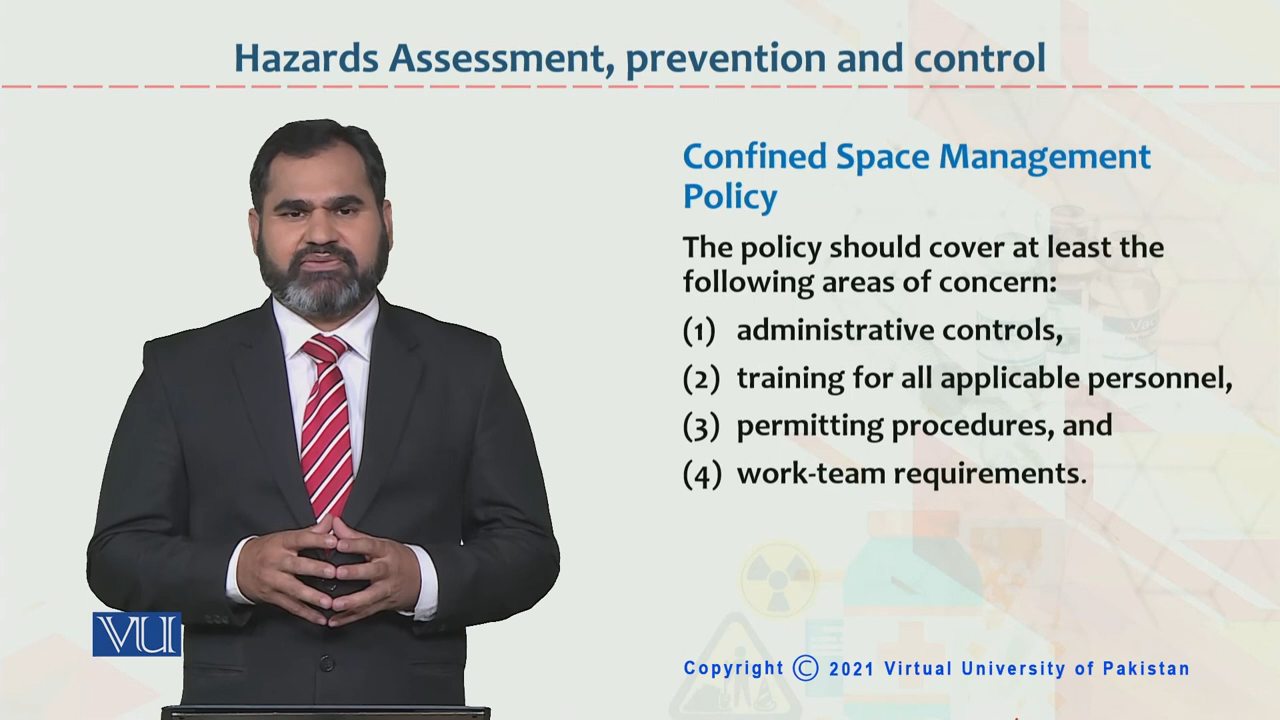 Hazards Assessment, prevention and control
Confined Space Management
Policy
The policy should cover at least the
following areas of concern:
(1) administrative controls,
(2) training for all applicable personnel,
(3) permitting procedures, and
(4) work-team requirements.
VU
Copyright © 2021 Virtual University of Pakistan